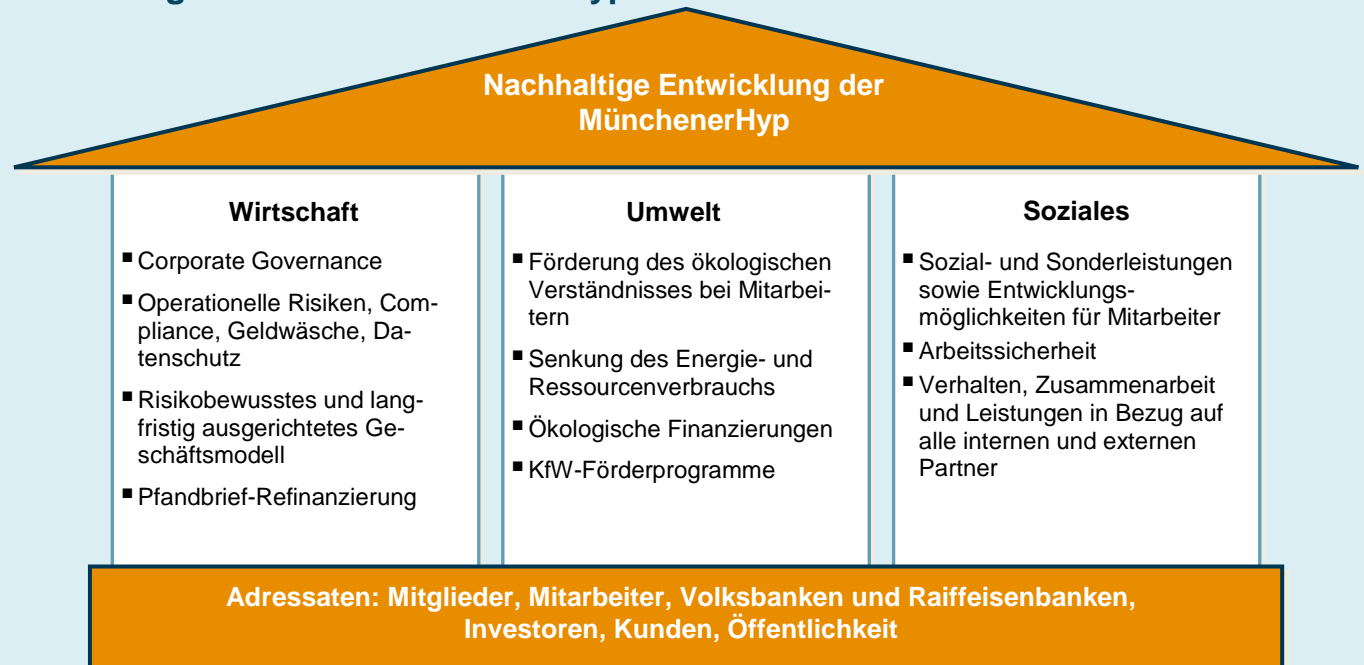 Nachhaltige Entwicklung der
MünchenerHyp
Wirtschaft
▪ Corporate Governance
▪ Operationelle Risiken, Com-
pliance, Geldwäsche, Da-
tenschutz
▪ Risikobewusstes und lang-
fristig ausgerichtetes Ge-
schäftsmodell
▪ Pfandbrief-Refinanzierung
Umwelt
▪ Förderung des ökologischen
Verständnisses bei Mitarbei-
tern
▪ Senkung des Energie- und
Ressourcenverbrauchs
▪ Ökologische Finanzierungen
▪ KfW-Förderprogramme
Soziales
▪ Sozial- und Sonderleistungen
sowie Entwicklungs-
möglichkeiten für Mitarbeiter
▪ Arbeitssicherheit
▪ Verhalten, Zusammenarbeit
und Leistungen in Bezug auf
alle internen und externen
Partner
Adressaten: Mitglieder, Mitarbeiter, Volksbanken und Raiffeisenbanken,
Investoren, Kunden, Öffentlichkeit